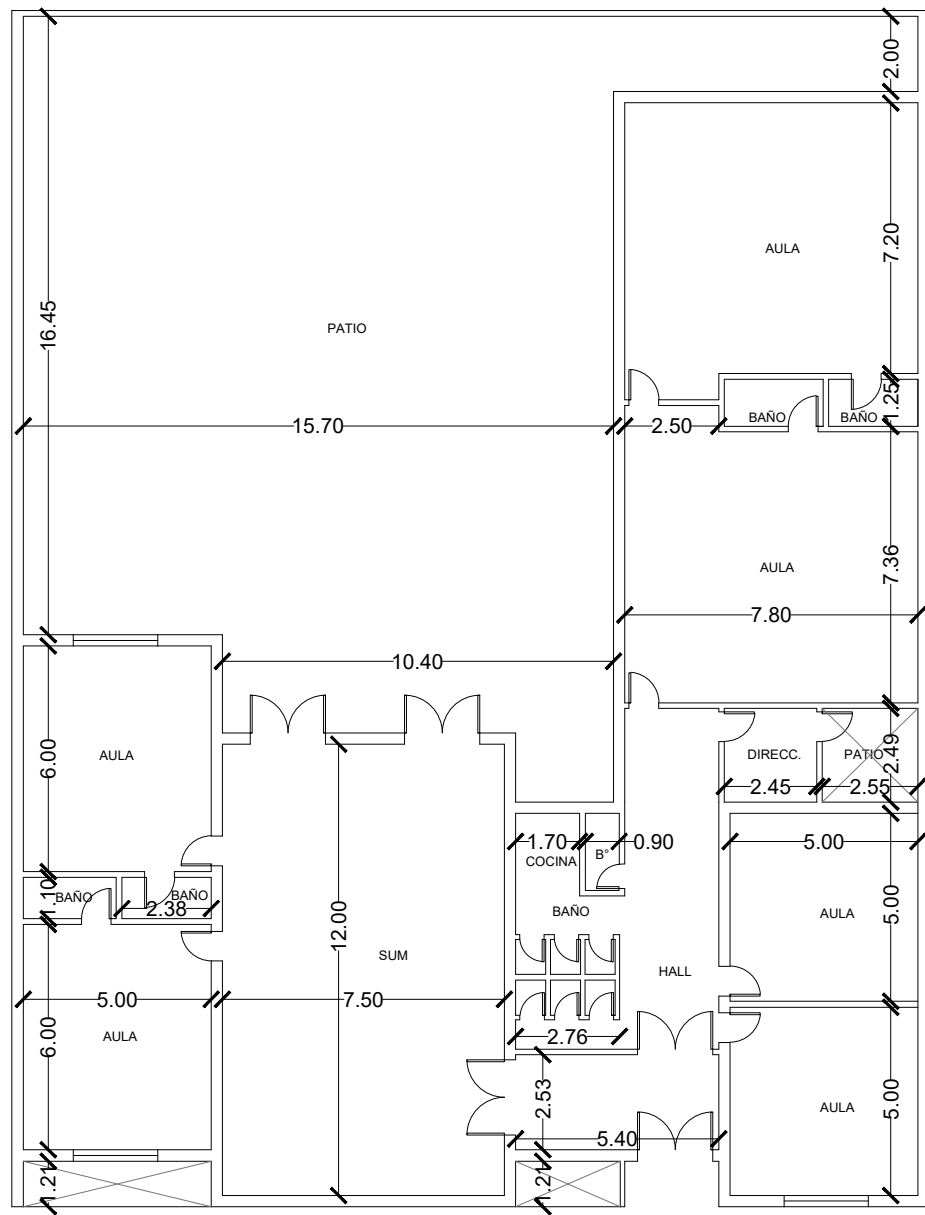 2.00
AULA
7.20
16.45
PATIO
1.25
BAÑO
BAÑO
15.70
2.50
AULA
7.36
7.80
10.40
6.00
AULA
DIRECC.
PATIO
2.49
2.45
2.55
1.70
0.90
5.00
COCINA
B°
1.10
BAÑO
BAÑO
2.38
BAÑO
AULA
5.00
12.00
SUM
HALL
5.00
7.50
6.00
AULA
2.76
2.53
AULA
5.00
5.40
1.21
1.21